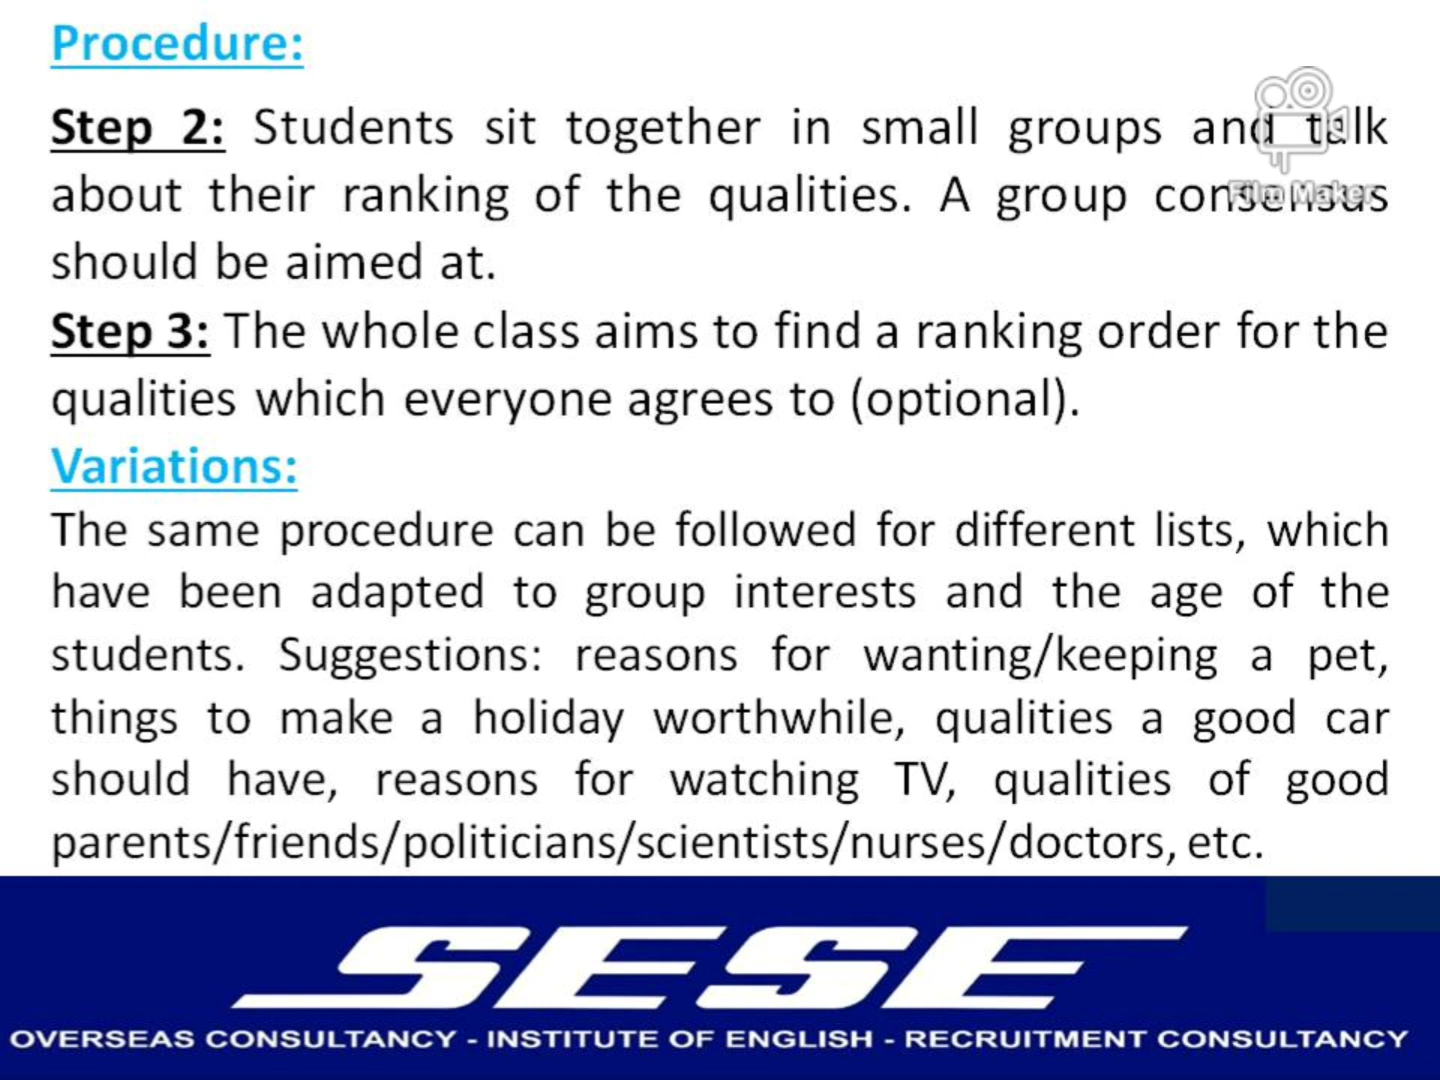 Procedure:
Step 2: Students sit together in small groups and talk
about their ranking of the qualities. A group consensus
should be aimed at.
Step 3: The whole class aims to find a ranking order for the
qualities which everyone agrees to (optional).
Variations:
The same procedure can be followed for different lists, which
have been adapted to group interests and the age of the
students. Suggestions: reasons for wanting/keeping a pet,
things to make a holiday worthwhile, qualities a good car
should have, reasons for watching TV, qualities of good
parents/friends/politicians/scientists/nurses/doctors, etc.
Film Maker
SESE
OVERSEAS CONSULTANCY - INSTITUTE OF ENGLISH - RECRUITMENT CONSULTANCY